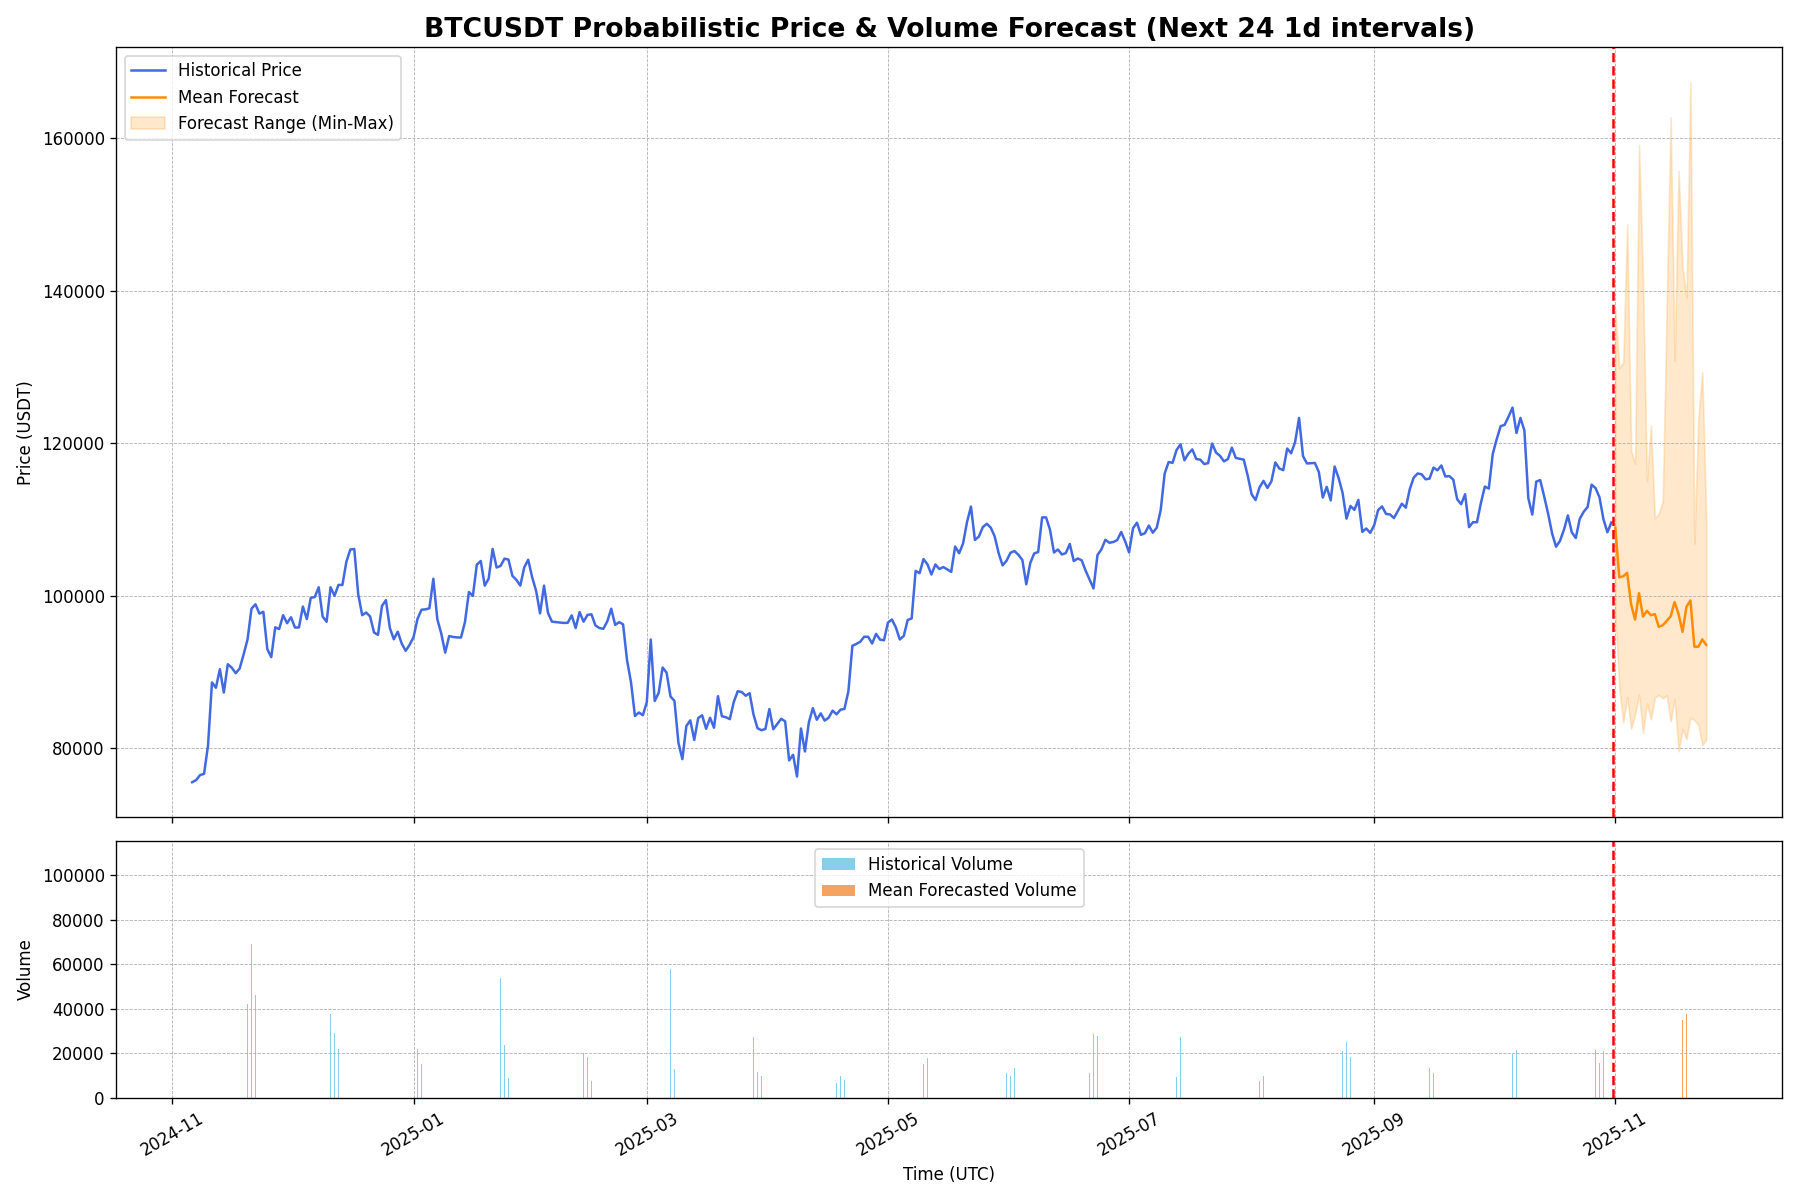 BTCUSDT Probabilistic Price & Volume Forecast (Next 24 1d intervals)
Historical Price
Mean Forecast
Forecast Range (Min-Max)
160000
140000
120000
100000
80000
Price (USDT)
Historical Volume
Mean Forecasted Volume
100000
80000
60000
40000
20000
0
Volume
2024-11
2025-01
2025-03
2025-05
2025-07
2025-09
2025-11
Time (UTC)